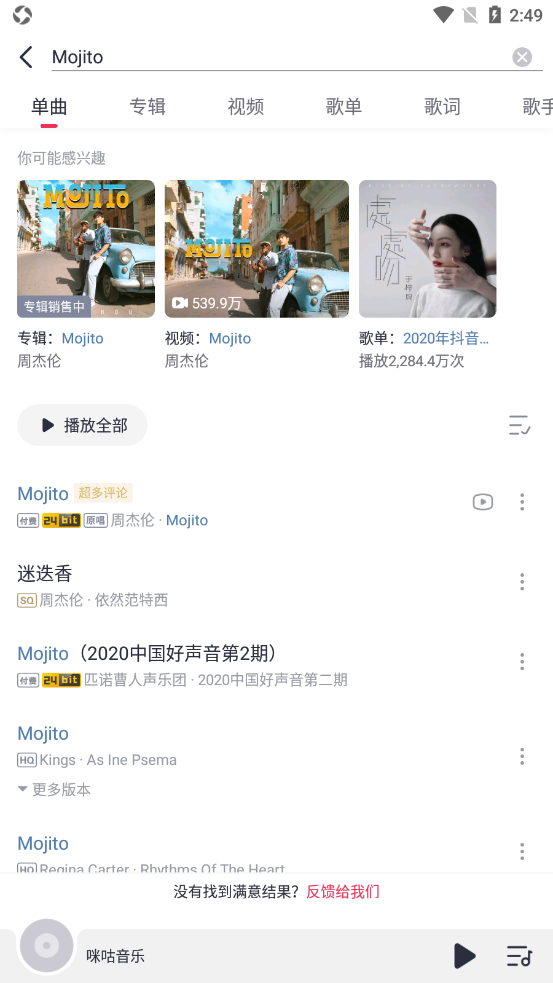 2:49
Mojito
单曲 专辑 视频 歌单 歌词 歌手
你可能感兴趣
MOJITO
专辑销售中
MOJITO
539.9万
处处吻
专辑：Mojito
周杰伦
视频：Mojito
周杰伦
歌单：2020年抖音...
播放2,284.4万次
播放全部
Mojito 超多评论
付费 24bit 原唱 周杰伦 · Mojito
迷迭香
SQ 周杰伦 · 依然范特西
Mojito（2020中国好声音第2期）
付费 24bit 匹诺曹人声乐团 · 2020中国好声音第二期
Mojito
HQ Kings · As Ine Psema
更多版本
Mojito
HQ Regina Carter · Rhythms Of The Heart
没有找到满意结果？反馈给我们
咪咕音乐